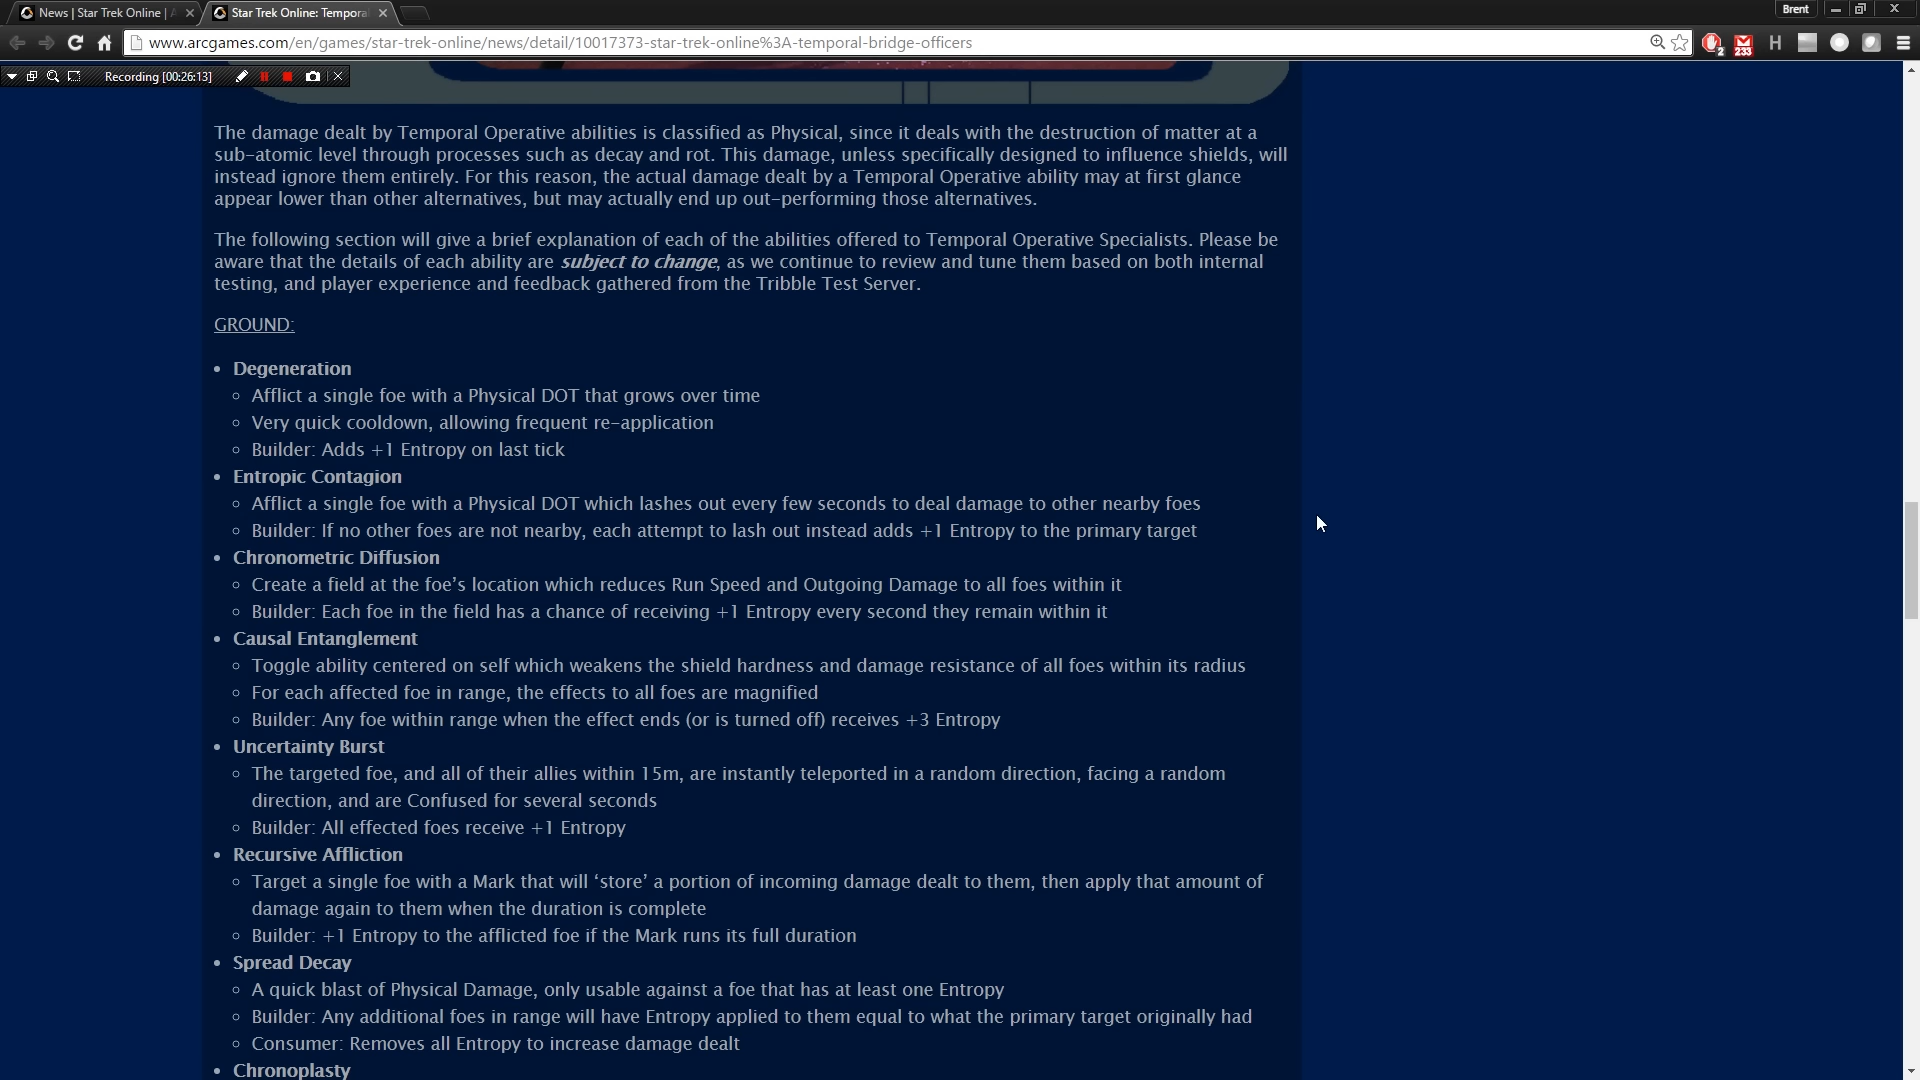 News | Star Trek Online |
Star Trek Online: Tempora
Brent
www.arcgames.com/en/games/star-trek-online/news/detail/10017373-star-trek-online%3A-temporal-bridge-officers
2
233
H
Recording [00:26:13]
The damage dealt by Temporal Operative abilities is classified as Physical, since it deals with the destruction of matter at a
sub-atomic level through processes such as decay and rot. This damage, unless specifically designed to influence shields, will
instead ignore them entirely. For this reason, the actual damage dealt by a Temporal Operative ability may at first glance
appear lower than other alternatives, but may actually end up out-performing those alternatives.
The following section will give a brief explanation of each of the abilities offered to Temporal Operative Specialists. Please be
aware that the details of each ability are subject to change, as we continue to review and tune them based on both internal
testing, and player experience and feedback gathered from the Tribble Test Server.
GROUND:
• Degeneration
◦ Afflict a single foe with a Physical DOT that grows over time
◦ Very quick cooldown, allowing frequent re-application
◦ Builder: Adds +1 Entropy on last tick
• Entropic Contagion
◦ Afflict a single foe with a Physical DOT which lashes out every few seconds to deal damage to other nearby foes
◦ Builder: If no other foes are not nearby, each attempt to lash out instead adds +1 Entropy to the primary target
• Chronometric Diffusion
◦ Create a field at the foe’s location which reduces Run Speed and Outgoing Damage to all foes within it
◦ Builder: Each foe in the field has a chance of receiving +1 Entropy every second they remain within it
• Causal Entanglement
◦ Toggle ability centered on self which weakens the shield hardness and damage resistance of all foes within its radius
◦ For each affected foe in range, the effects to all foes are magnified
◦ Builder: Any foe within range when the effect ends (or is turned off) receives +3 Entropy
• Uncertainty Burst
◦ The targeted foe, and all of their allies within 15m, are instantly teleported in a random direction, facing a random
direction, and are Confused for several seconds
◦ Builder: All effected foes receive +1 Entropy
• Recursive Affliction
◦ Target a single foe with a Mark that will ‘store’ a portion of incoming damage dealt to them, then apply that amount of
damage again to them when the duration is complete
◦ Builder: +1 Entropy to the afflicted foe if the Mark runs its full duration
• Spread Decay
◦ A quick blast of Physical Damage, only usable against a foe that has at least one Entropy
◦ Builder: Any additional foes in range will have Entropy applied to them equal to what the primary target originally had
◦ Consumer: Removes all Entropy to increase damage dealt
• Chronoplasty